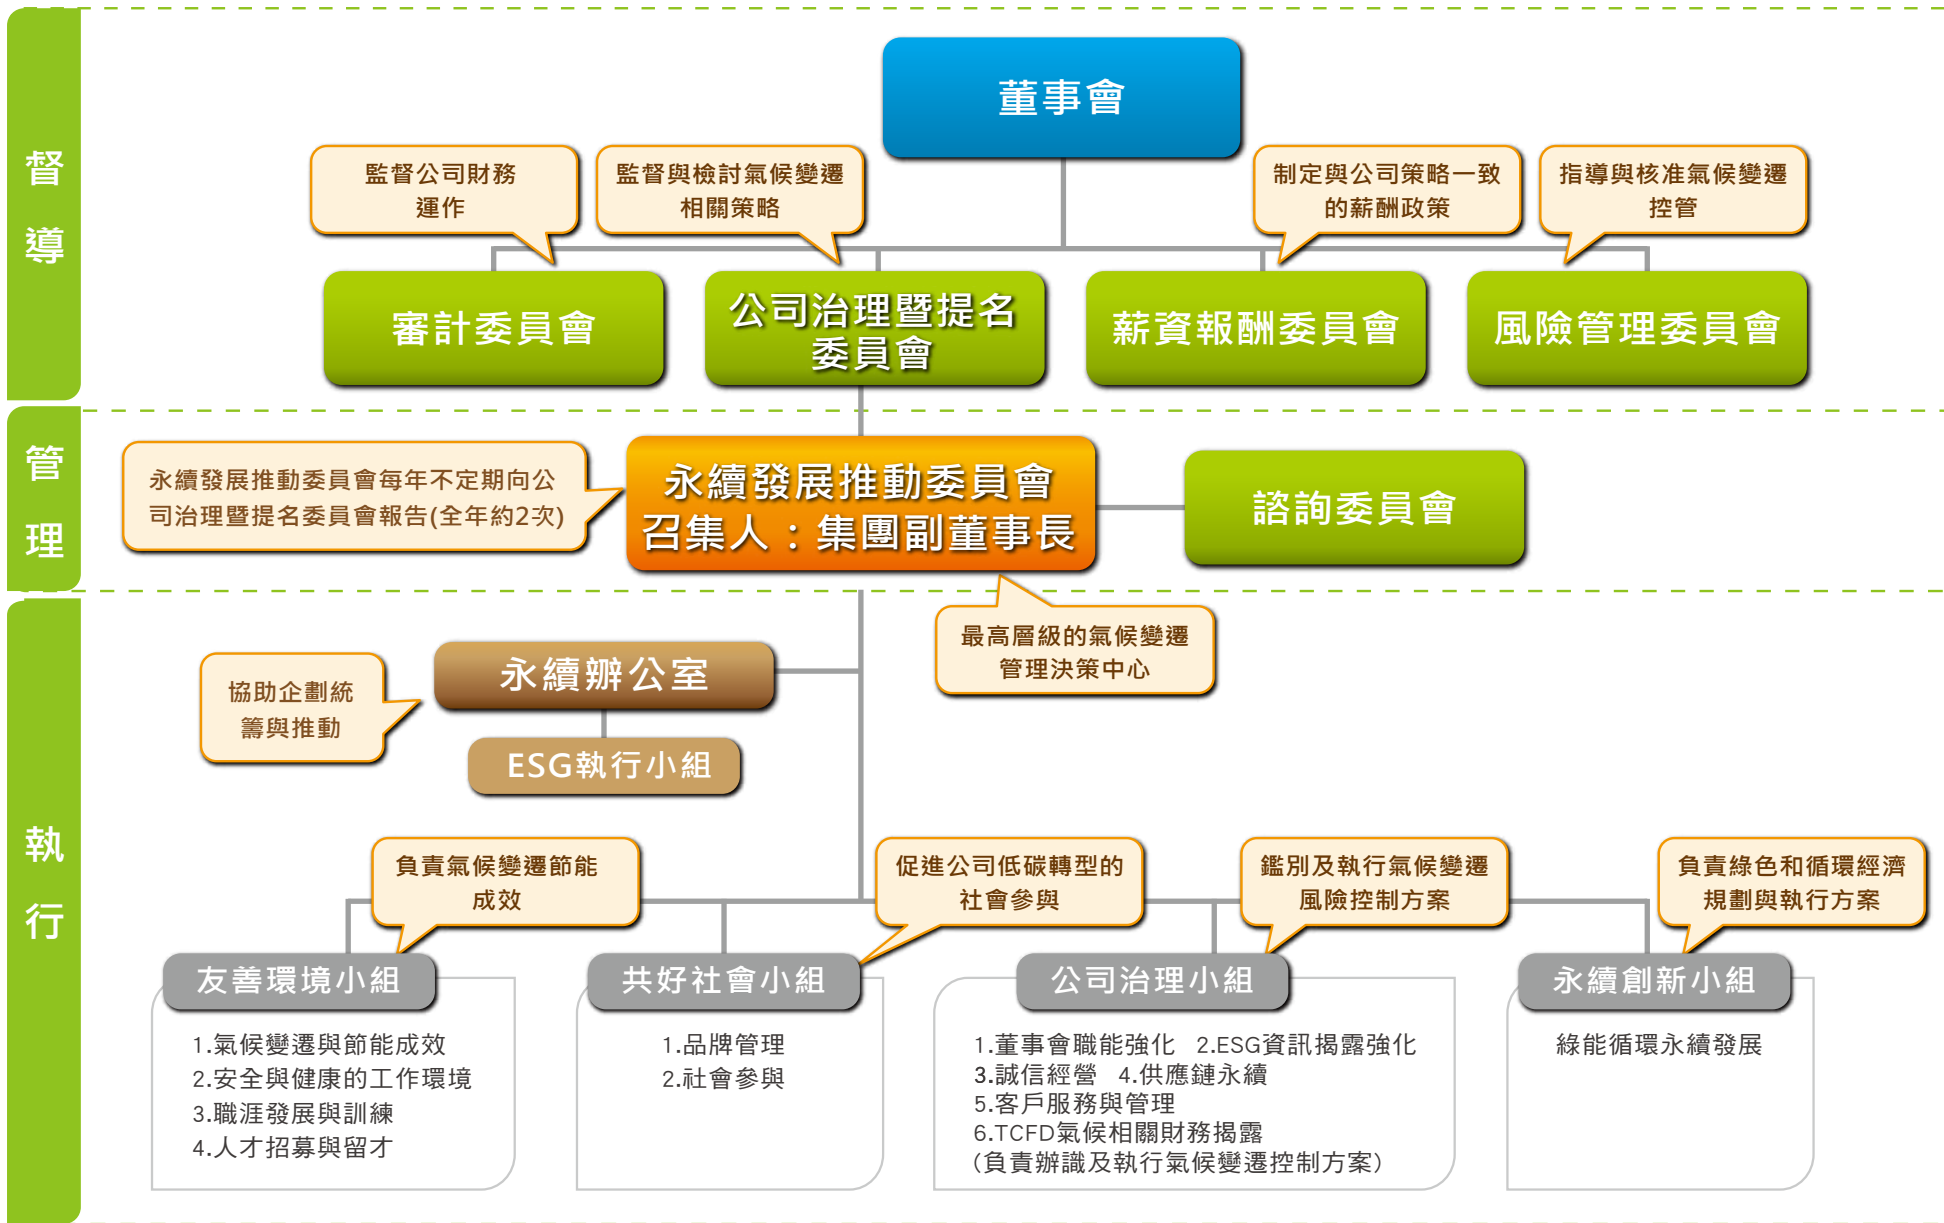 督導
董事會
監督公司財務
運作
監督與檢討氣候變遷
相關策略
制定與公司策略一致
的薪酬政策
指導與核准氣候變遷
控管
審計委員會
公司治理暨提名
委員會
薪資報酬委員會
風險管理委員會
管理
永續發展推動委員會每年不定期向公
司治理暨提名委員會報告(全年約2次)
永續發展推動委員會
召集人：集團副董事長
諮詢委員會
最高層級的氣候變遷
管理決策中心
執行
協助企劃統
籌與推動
永續辦公室
ESG執行小組
負責氣候變遷節能
成效
促進公司低碳轉型的
社會參與
鑑別及執行氣候變遷
風險控制方案
負責綠色和循環經濟
規劃與執行方案
友善環境小組
1.氣候變遷與節能成效
2.安全與健康的工作環境
3.職涯發展與訓練
4.人才招募與留才
共好社會小組
1.品牌管理
2.社會參與
公司治理小組
1.董事會職能強化 2.ESG資訊揭露強化
3.誠信經營 4.供應鏈永續
5.客戶服務與管理
6.TCFD氣候相關財務揭露
(負責辦識及執行氣候變遷控制方案)
永續創新小組
綠能循環永續發展